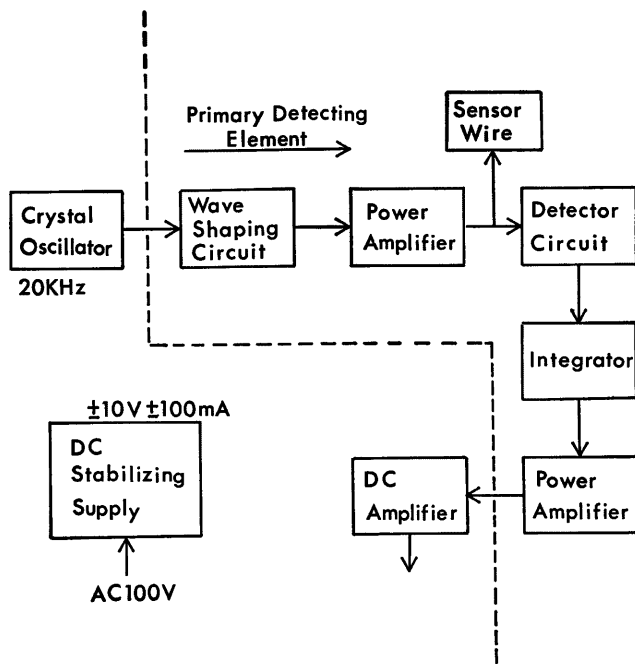 Primary Detecting
Element
Sensor
Wire
Crystal
Oscillator
20KHz
Wave
Shaping
Circuit
Power
Amplifier
Detector
Circuit
Integrator
±10V ±100mA
DC
Stabilizing
Supply
AC100V
DC
Amplifier
Power
Amplifier